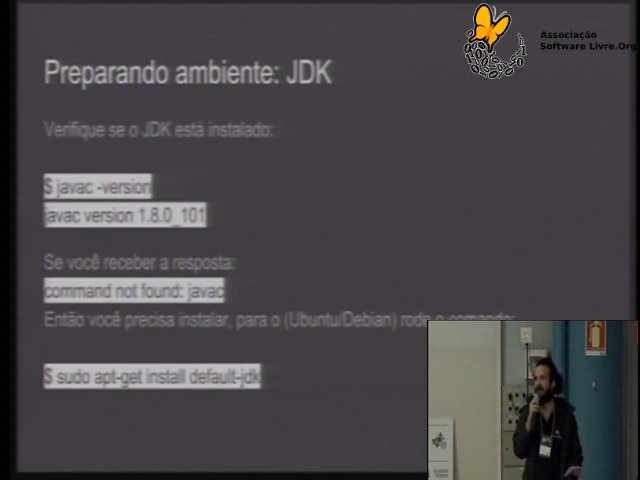 Associação
Software Livre.Org
Preparando ambiente: JDK
Verifique se o JDK está instalado:
$ javac -version
javac version 1.8.0_101
Se você receber a resposta:
command not found: javac
Então você precisa instalar, para o (Ubuntu/Debian) rode o comando:
$ sudo apt-get install default-jdk